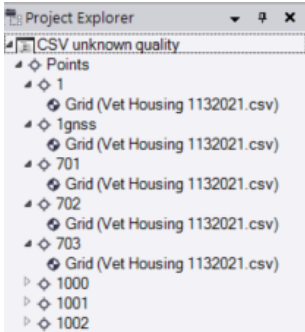 Project Explorer
CSV unknown quality
Points
1
Grid (Vet Housing 1132021.csv)
1gnss
Grid (Vet Housing 1132021.csv)
701
Grid (Vet Housing 1132021.csv)
702
Grid (Vet Housing 1132021.csv)
703
Grid (Vet Housing 1132021.csv)
1000
1001
1002